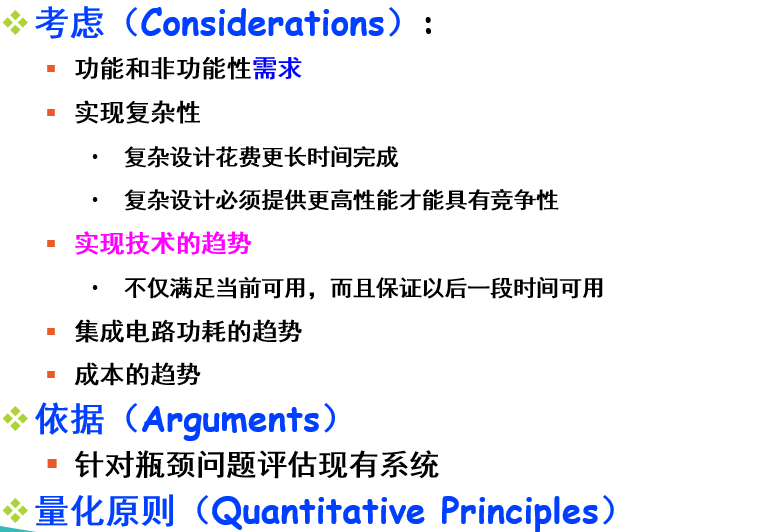 考虑（Considerations）:
功能和非功能性需求
实现复杂性
复杂设计花费更长时间完成
复杂设计必须提供更高性能才能具有竞争性
实现技术的趋势
不仅满足当前可用，而且保证以后一段时间可用
集成电路功耗的趋势
成本的趋势
依据（Arguments）
针对瓶颈问题评估现有系统
量化原则（Quantitative Principles）